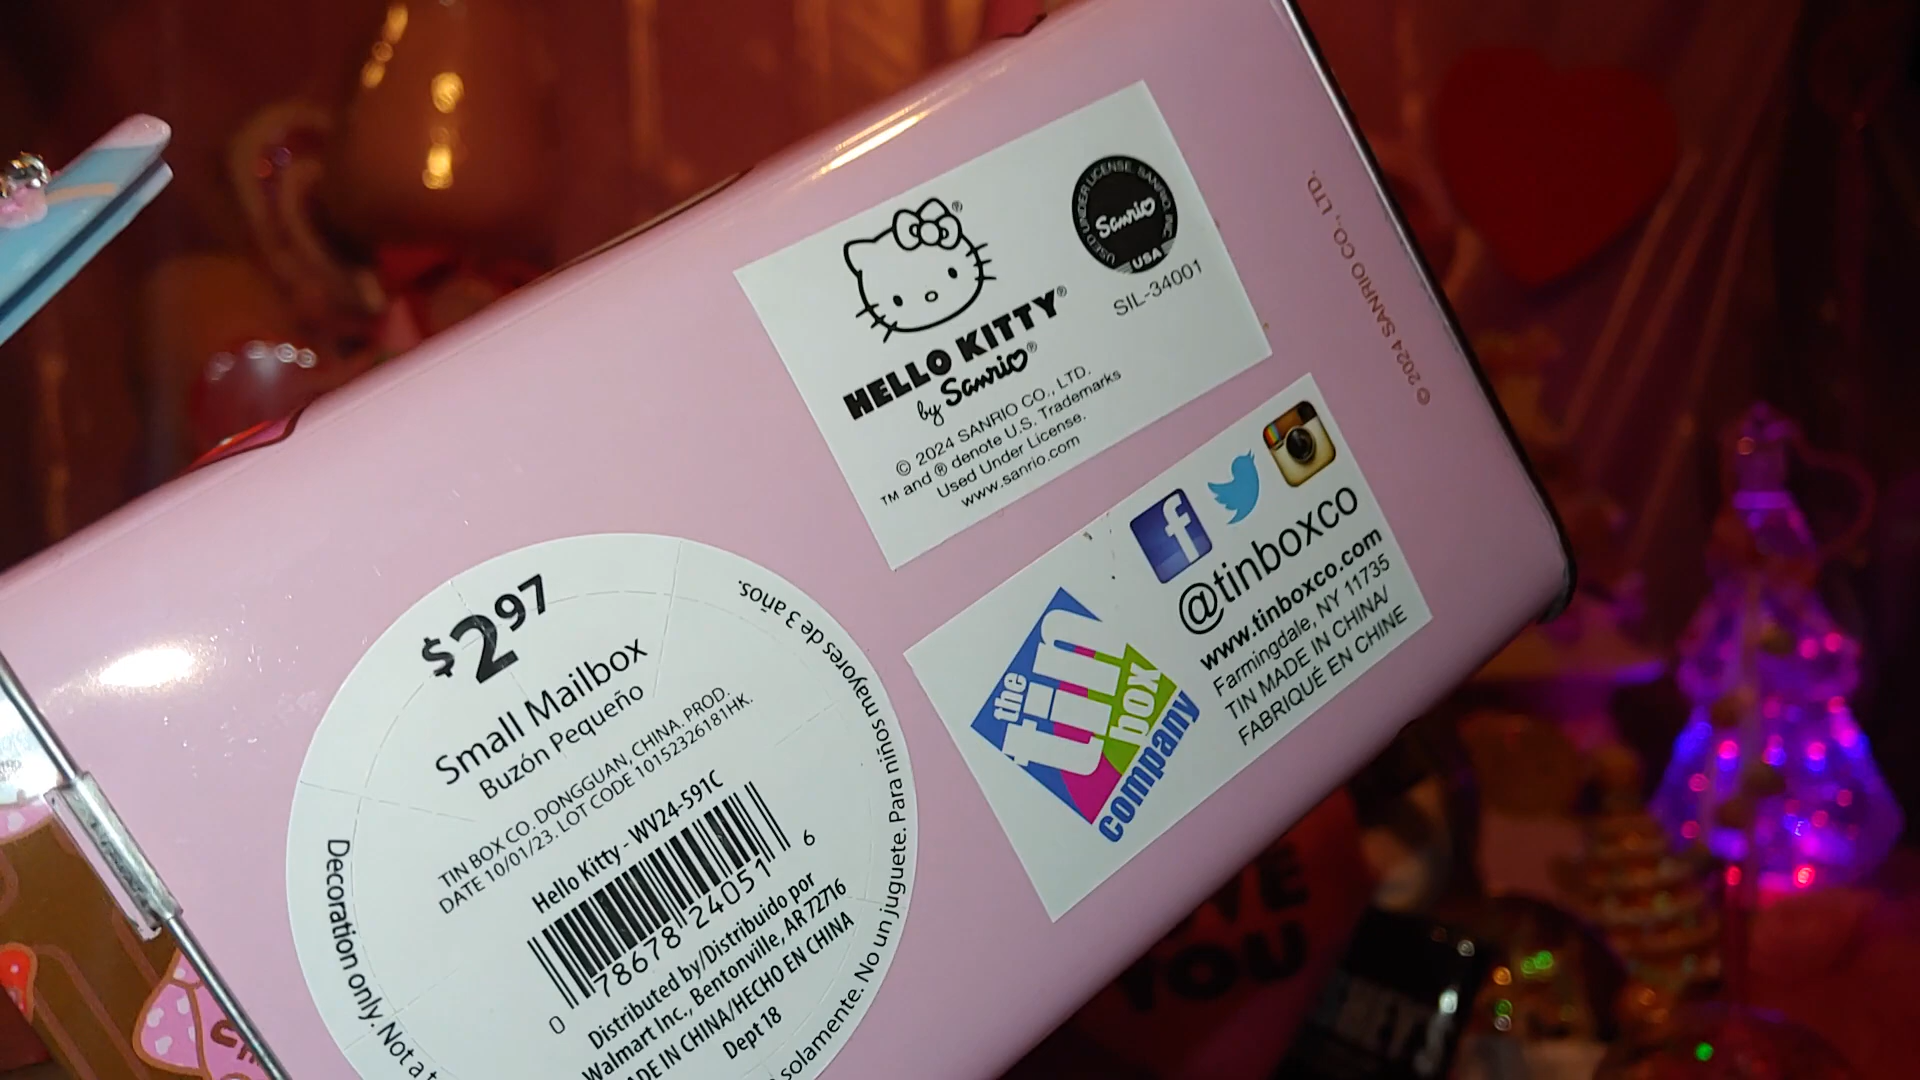 HELLO KITTY®
by Sanrio®
© 2024 SANRIO CO., LTD.
TM and ® denote U.S. Trademarks
Used Under License.
www.sanrio.com
USED UNDER LICENSE. SANRIO, INC.
Sanrio
USA
SIL-34001
© 2024 SANRIO CO., LTD.
the
tin
box
company
f
@tinboxco
www.tinboxco.com
Farmingdale, NY 11735
TIN MADE IN CHINA/
FABRIQUÉ EN CHINE
$2 97
Small Mailbox
Buzón Pequeño
TIN BOX CO. DONGGUAN, CHINA. PROD.
DATE 10/01/23. LOT CODE 1015232618 1HK.
Hello Kitty - WV24-591C
0 78678 24051 6
Distributed by/Distribuido por
Walmart Inc., Bentonville, AR 72716
MADE IN CHINA/HECHO EN CHINA
Dept 18
Decoration only. Not a
solamente. No un juguete. Para niños mayores de 3 años.
YOU